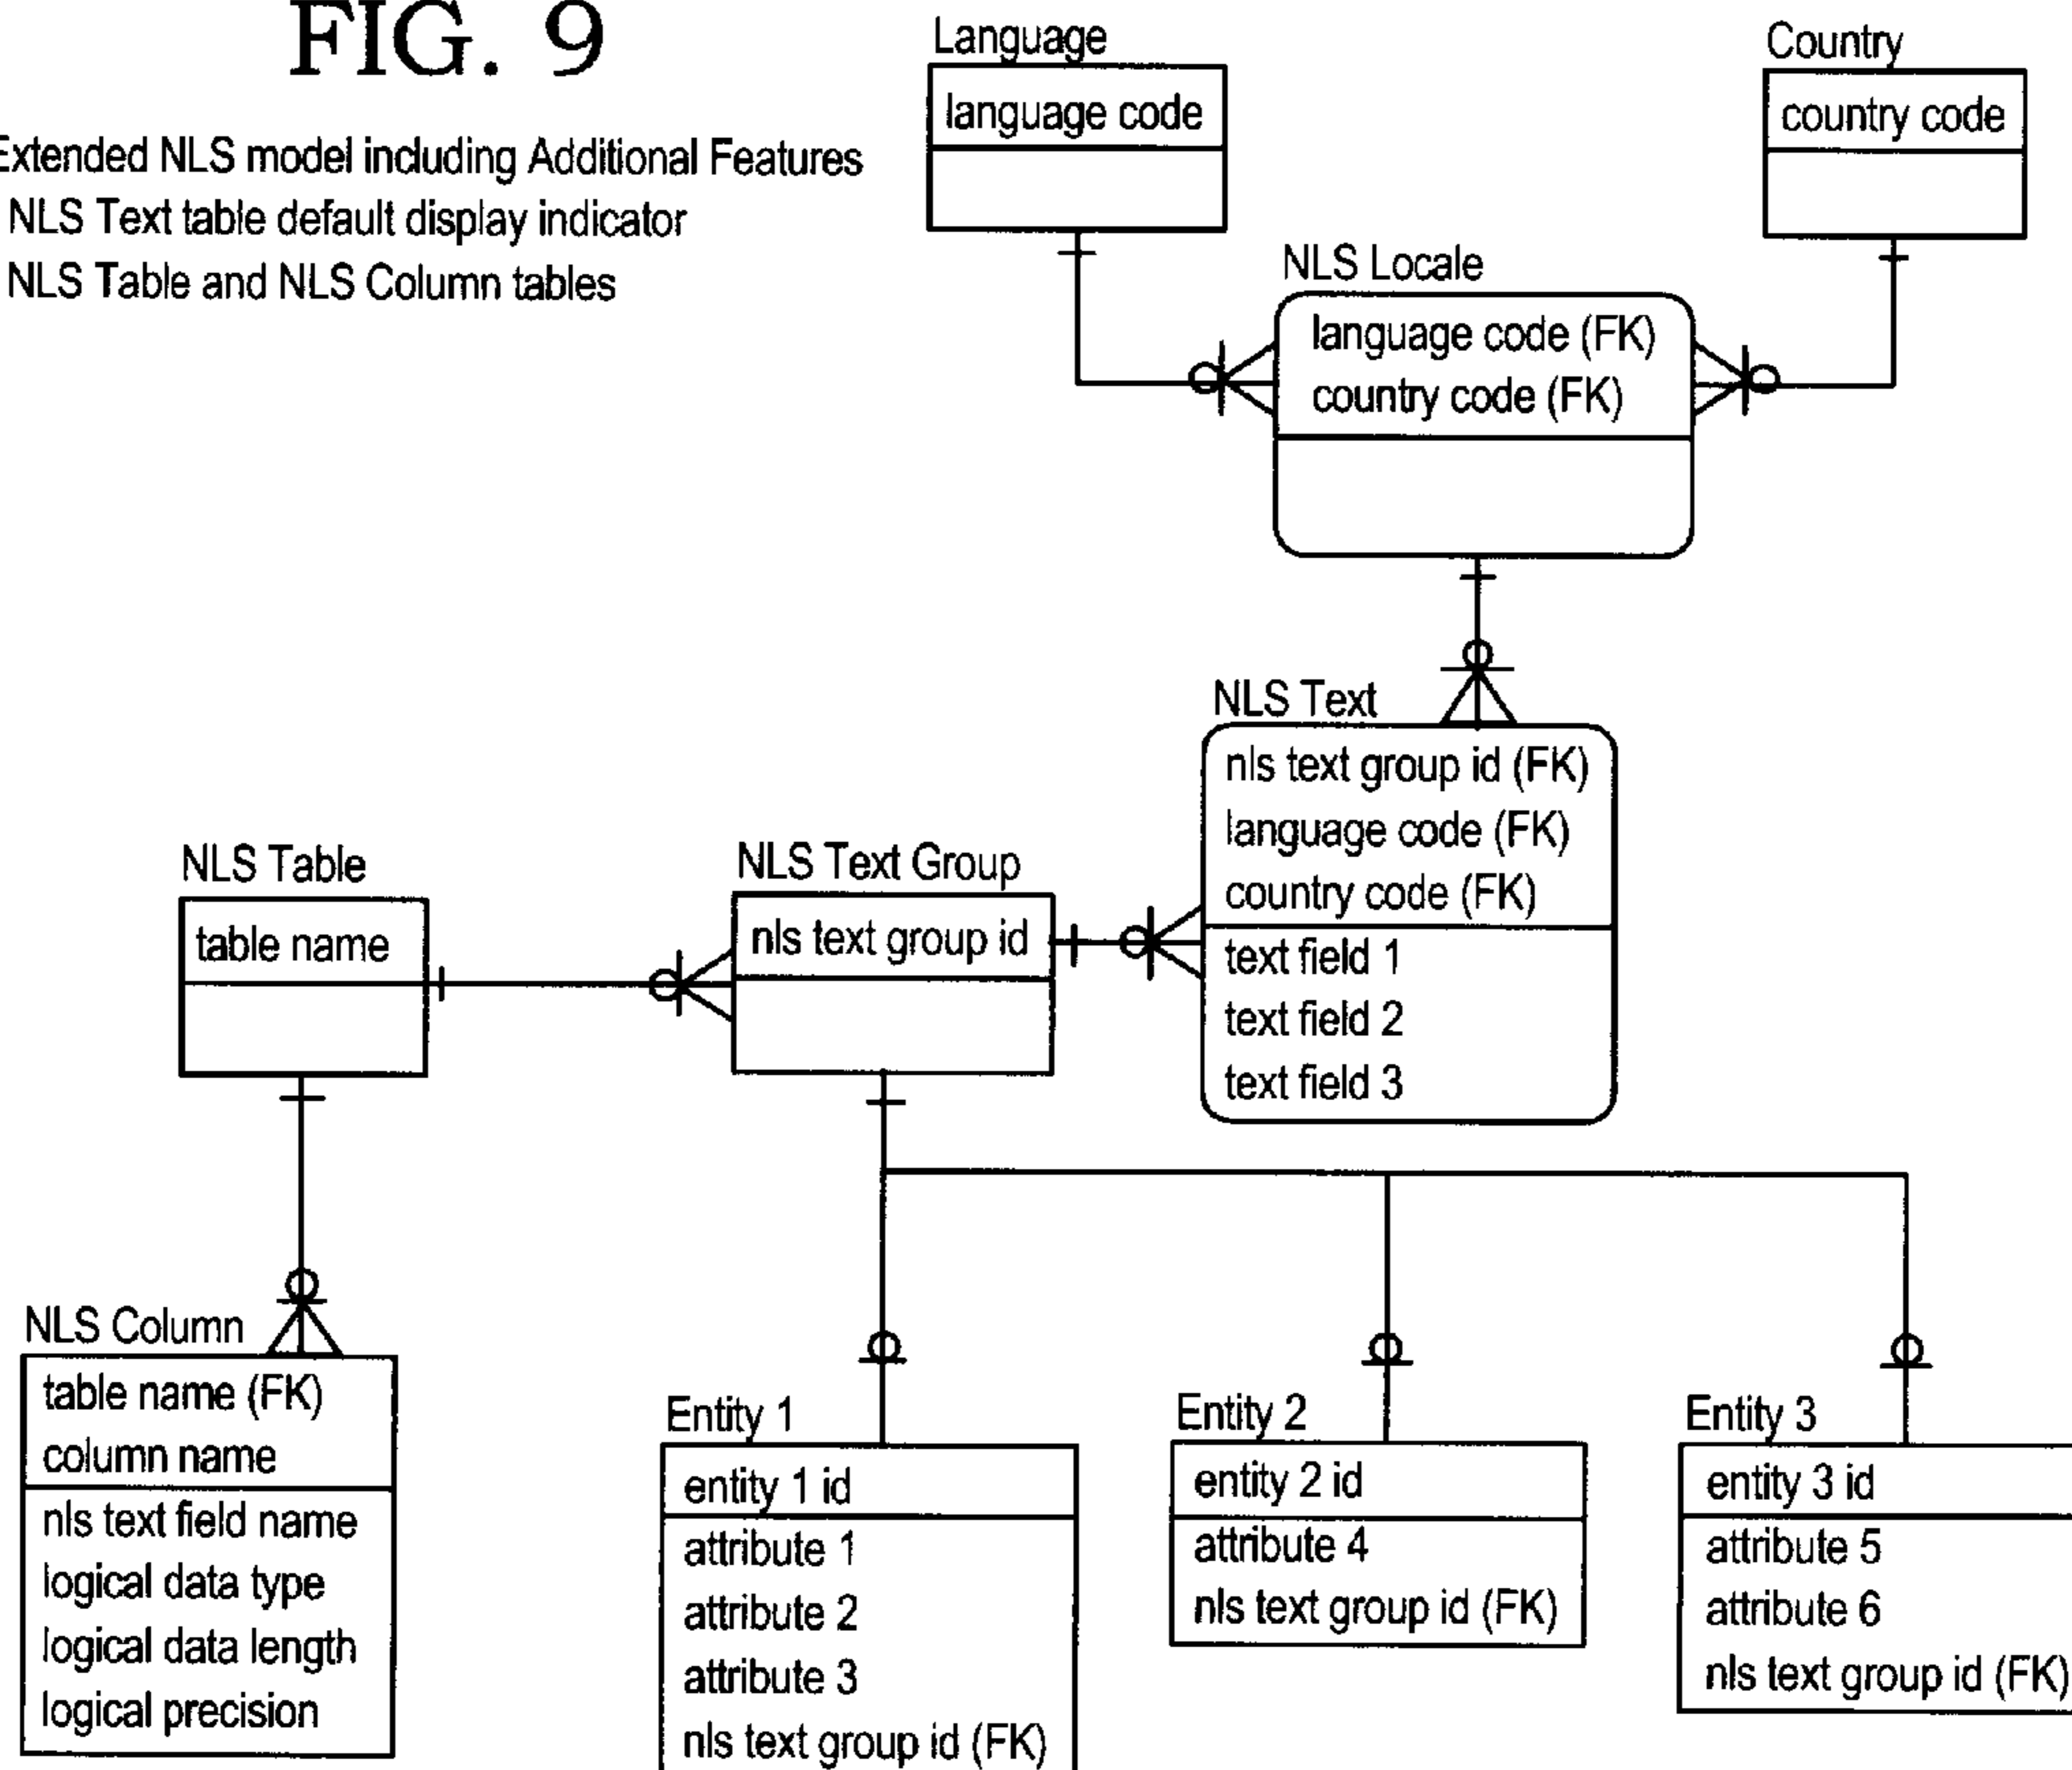 FIG. 9
Extended NLS model including Additional Features
NLS Text table default display indicator
NLS Table and NLS Column tables
Language
language code
Country
country code
NLS Locale
language code (FK)
country code (FK)
NLS Text
nls text group id (FK)
language code (FK)
country code (FK)
text field 1
text field 2
text field 3
NLS Table
table name
NLS Text Group
nls text group id
NLS Column
table name (FK)
column name
nls text field name
logical data type
logical data length
logical precision
Entity 1
entity 1 id
attribute 1
attribute 2
attribute 3
nls text group id (FK)
Entity 2
entity 2 id
attribute 4
nls text group id (FK)
Entity 3
entity 3 id
attribute 5
attribute 6
nls text group id (FK)